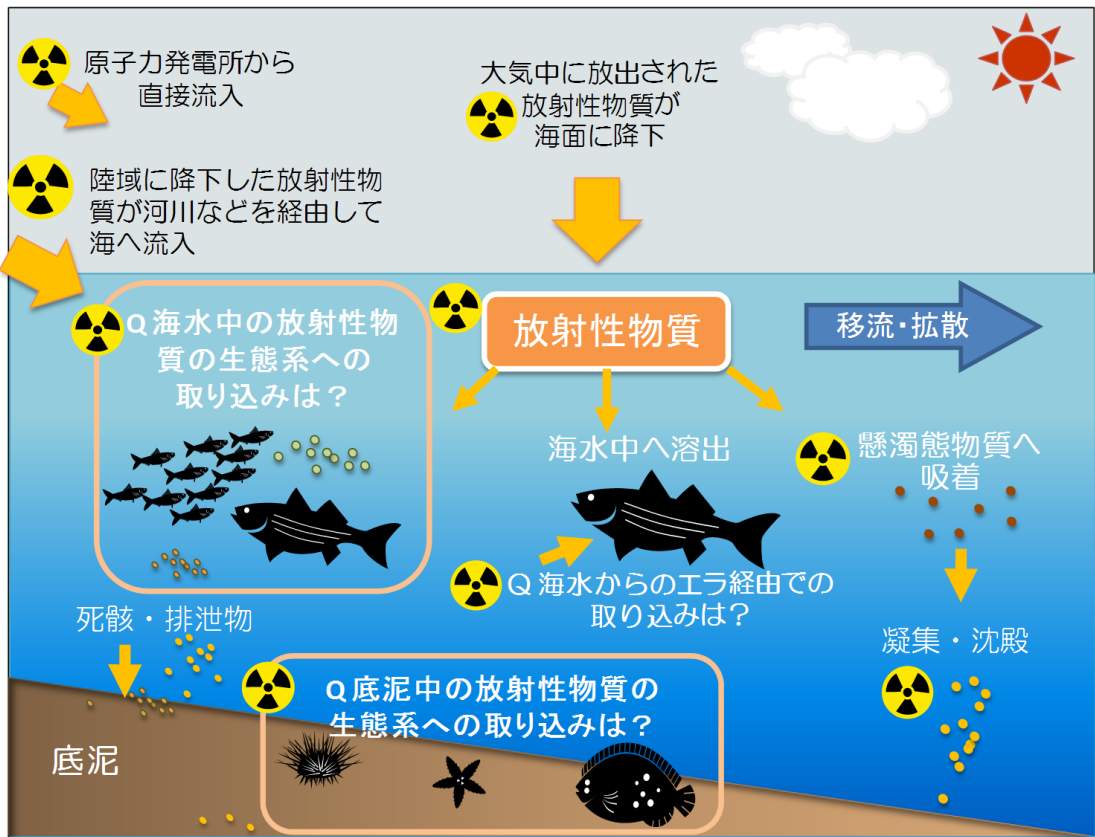 原子力発電所から
直接流入
大気中に放出された
放射性物質が
海面に降下
陸域に降下した放射性物
質が河川などを経由して
海へ流入
Q海水中の放射性物
質の生態系への
取り込みは？
放射性物質
移流・拡散
海水中へ溶出
懸濁態物質へ
吸着
Q海水からのエラ経由での
取り込みは？
死骸・排泄物
凝集・沈殿
Q底泥中の放射性物質の
生態系への取り込みは？
底泥